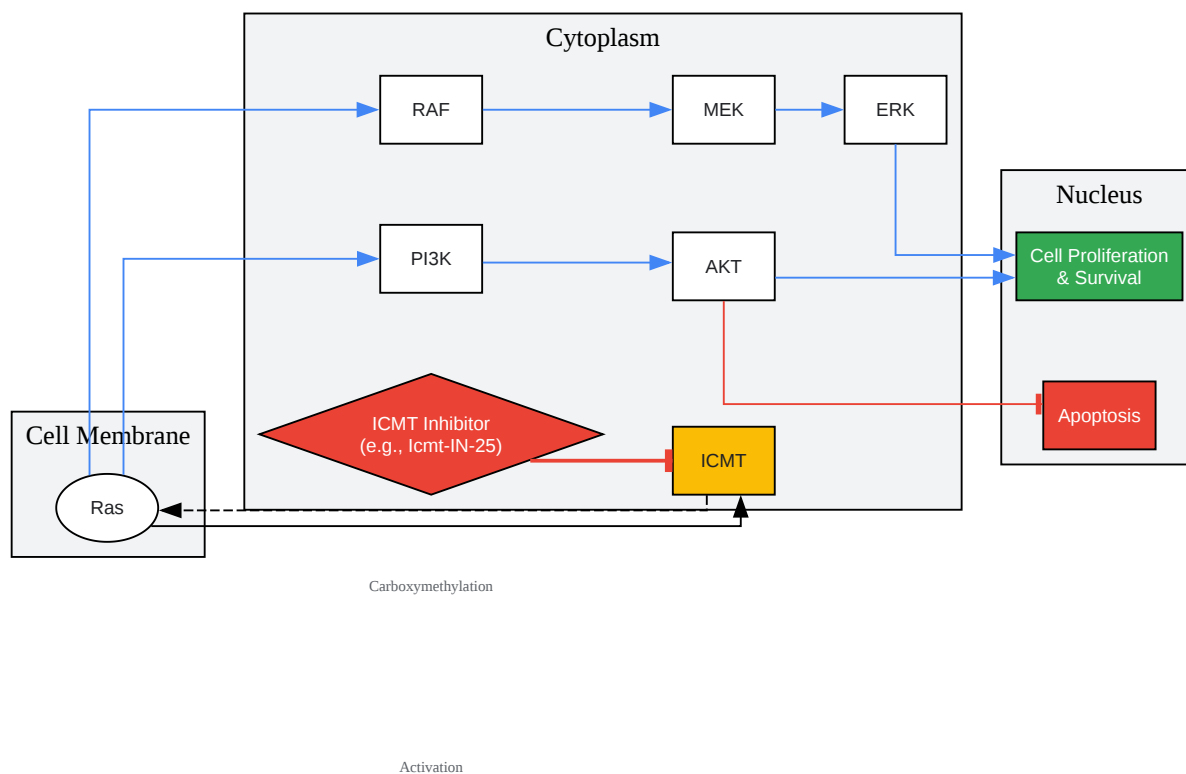 Cytoplasm
RAF
MEK
ERK
Nucleus
PI3K
AKT
Cell Proliferation
& Survival
ICMT Inhibitor
(e.g., Icmt-IN-25)
ICMT
Apoptosis
Cell Membrane
Ras
Carboxymethylation
Activation